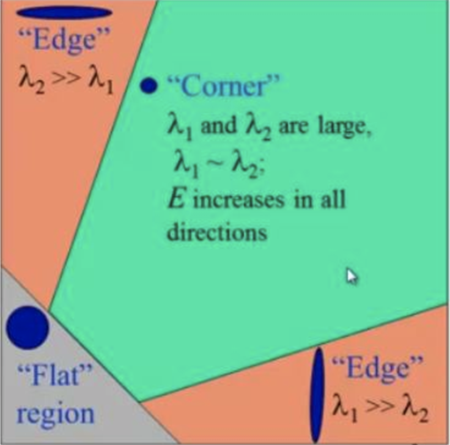 “Edge”
λ₂ >> λ₁
“Corner”
λ₁ and λ₂ are large,
λ₁ ~ λ₂;
E increases in all
directions
“Flat”
region
“Edge”
λ₁ >> λ₂